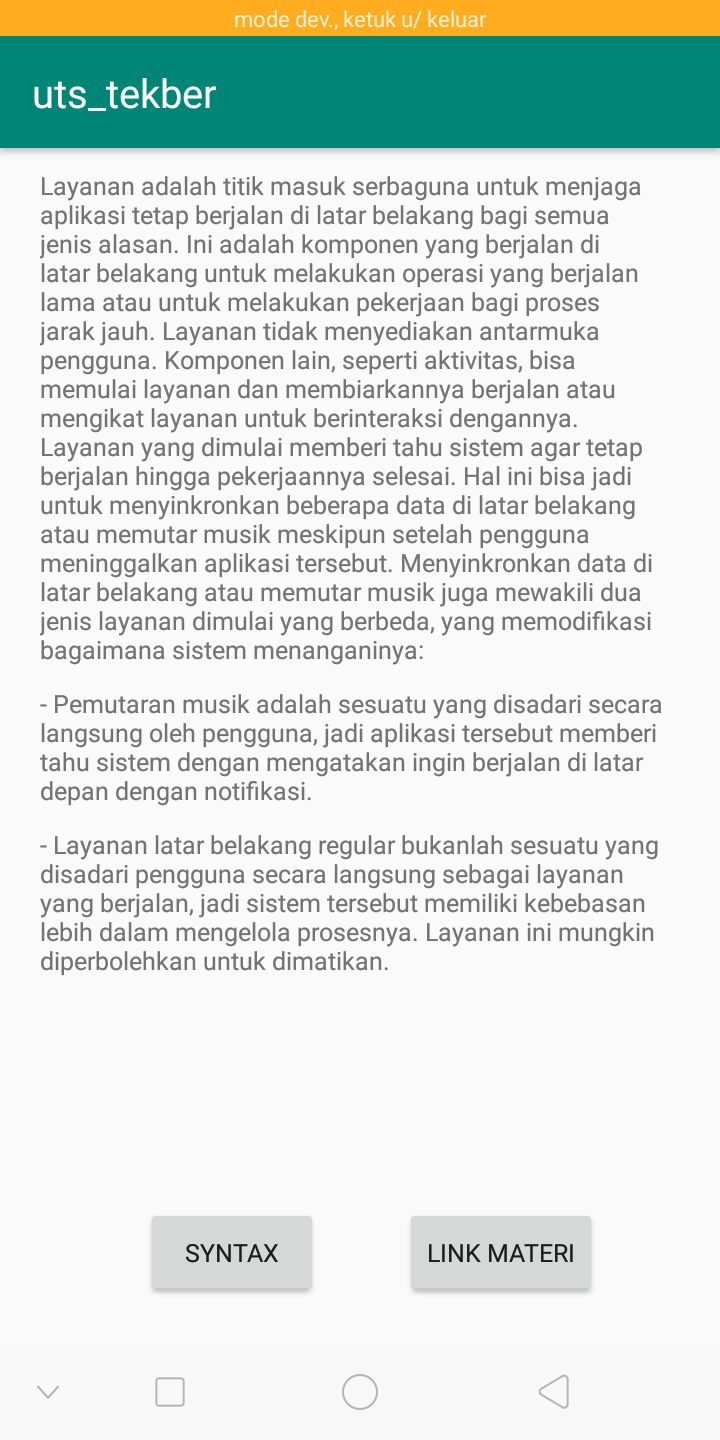 mode dev., ketuk u/ keluar
uts_tekber
Layanan adalah titik masuk serbaguna untuk menjaga
aplikasi tetap berjalan di latar belakang bagi semua
jenis alasan. Ini adalah komponen yang berjalan di
latar belakang untuk melakukan operasi yang berjalan
lama atau untuk melakukan pekerjaan bagi proses
jarak jauh. Layanan tidak menyediakan antarmuka
pengguna. Komponen lain, seperti aktivitas, bisa
memulai layanan dan membiarkannya berjalan atau
mengikat layanan untuk berinteraksi dengannya.
Layanan yang dimulai memberi tahu sistem agar tetap
berjalan hingga pekerjaannya selesai. Hal ini bisa jadi
untuk menyinkronkan beberapa data di latar belakang
atau memutar musik meskipun setelah pengguna
meninggalkan aplikasi tersebut. Menyinkronkan data di
latar belakang atau memutar musik juga mewakili dua
jenis layanan dimulai yang berbeda, yang memodifikasi
bagaimana sistem menanganinya:
- Pemutaran musik adalah sesuatu yang disadari secara
langsung oleh pengguna, jadi aplikasi tersebut memberi
tahu sistem dengan mengatakan ingin berjalan di latar
depan dengan notifikasi.
- Layanan latar belakang regular bukanlah sesuatu yang
disadari pengguna secara langsung sebagai layanan
yang berjalan, jadi sistem tersebut memiliki kebebasan
lebih dalam mengelola prosesnya. Layanan ini mungkin
diperbolehkan untuk dimatikan.
SYNTAX
LINK MATERI